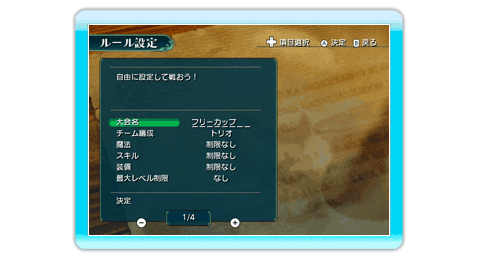 ルール設定
項目選択 A 決定 B 戻る
自由に設定して戦おう！
大会名 フリーカップ＿＿
チーム編成 トリオ
魔法 制限なし
スキル 制限なし
装備 制限なし
最大レベル制限 なし
決定
1/4